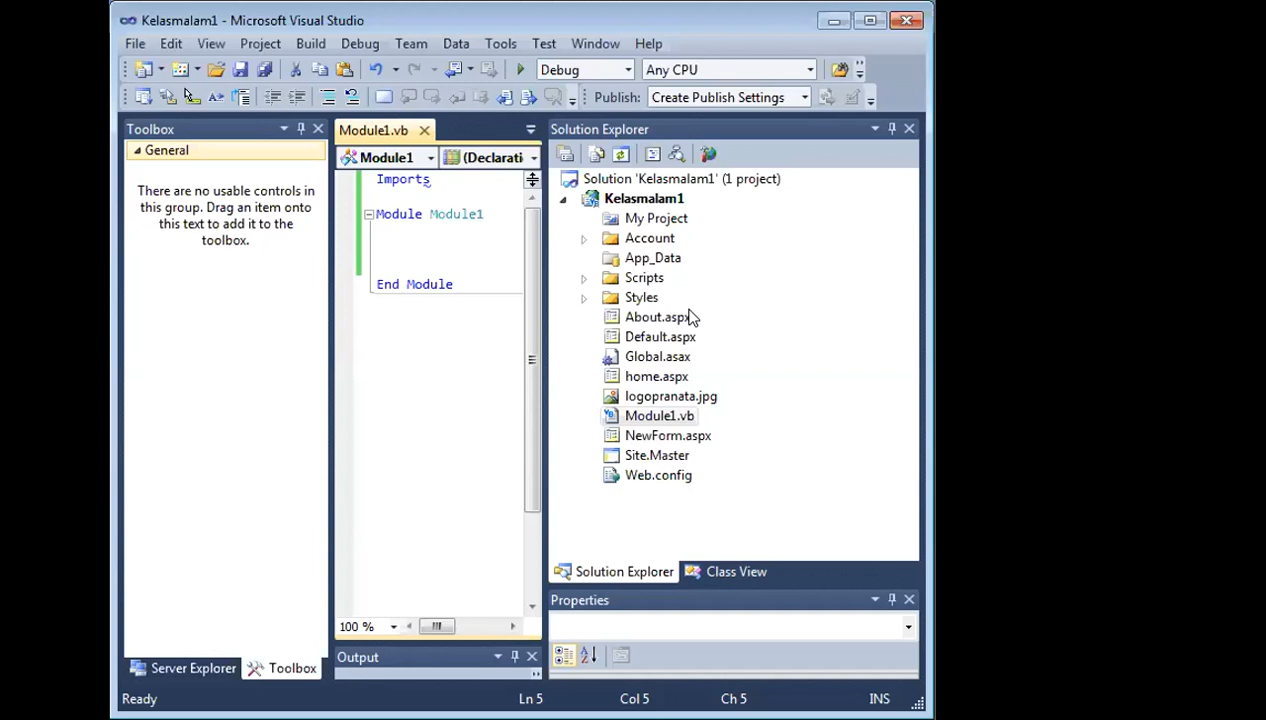 Kelasmalam1 - Microsoft Visual Studio
File Edit View Project Build Debug Team Data Tools Test Window Help
Debug Any CPU
Publish: Create Publish Settings
Toolbox
General
There are no usable controls in
this group. Drag an item onto
this text to add it to the
toolbox.
Server Explorer Toolbox
Module1.vb
Module1 (Declarati
Imports
Module Module1
End Module
100 %
Output
Solution Explorer
Solution 'Kelasmalam1' (1 project)
Kelasmalam1
My Project
Account
App_Data
Scripts
Styles
About.aspx
Default.aspx
Global.asax
home.aspx
logopranata.jpg
Module1.vb
NewForm.aspx
Site.Master
Web.config
Solution Explorer Class View
Properties
Ready Ln 5 Col 5 Ch 5 INS